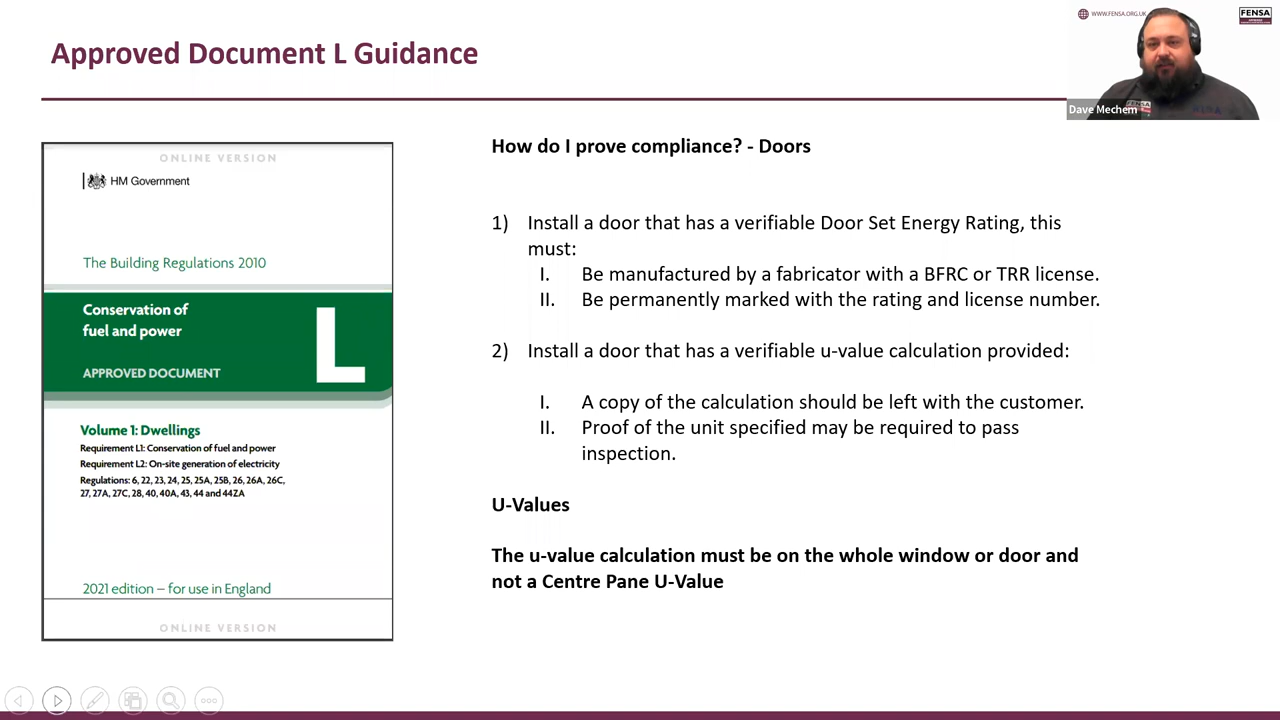 Approved Document L Guidance
WWW.FENSA.ORG.UK
FENSA
Dave Mechem
ONLINE VERSION
HM Government
The Building Regulations 2010
Conservation of
fuel and power
L
APPROVED DOCUMENT
Volume 1: Dwellings
Requirement L1: Conservation of fuel and power
Requirement L2: On-site generation of electricity
Regulations: 6, 22, 23, 24, 25, 25A, 25B, 26, 26A, 26C,
27, 27A, 27C, 28, 40, 40A, 43, 44 and 44ZA
2021 edition – for use in England
ONLINE VERSION
How do I prove compliance? - Doors
1) Install a door that has a verifiable Door Set Energy Rating, this
must:
I. Be manufactured by a fabricator with a BFRC or TRR license.
II. Be permanently marked with the rating and license number.
2) Install a door that has a verifiable u-value calculation provided:
I. A copy of the calculation should be left with the customer.
II. Proof of the unit specified may be required to pass
inspection.
U-Values
The u-value calculation must be on the whole window or door and
not a Centre Pane U-Value